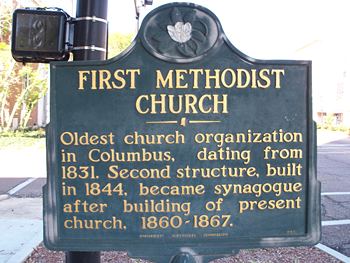 FIRST METHODIST
CHURCH
Oldest church organization
in Columbus, dating from
1831. Second structure, built
in 1844, became synagogue
after building of present
church, 1860-1867.